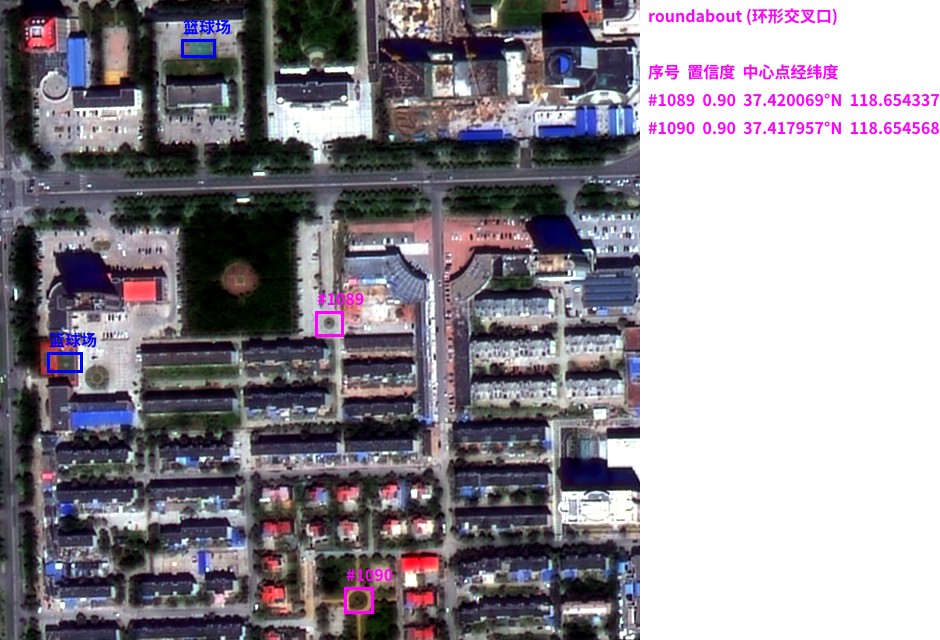 篮球场
#1089
篮球场
#1090
roundabout (环形交叉口)
序号 置信度 中心点经纬度
#1089 0.90 37.420069°N 118.654337
#1090 0.90 37.417957°N 118.654568